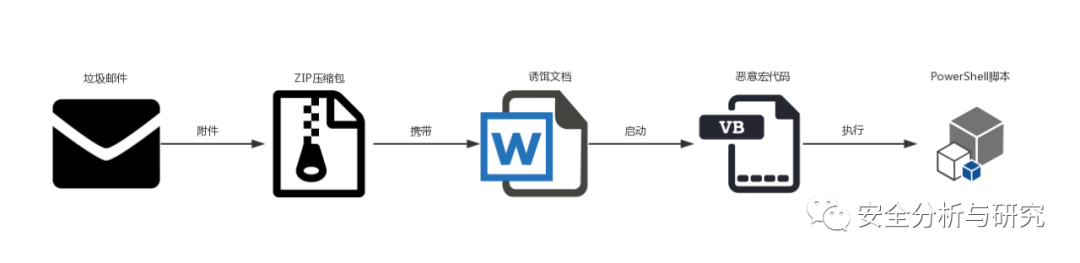 垃圾邮件
ZIP压缩包
诱饵文档
恶意宏代码
PowerShell脚本
附件
携带
启动
执行
W
VB
安全分析与研究